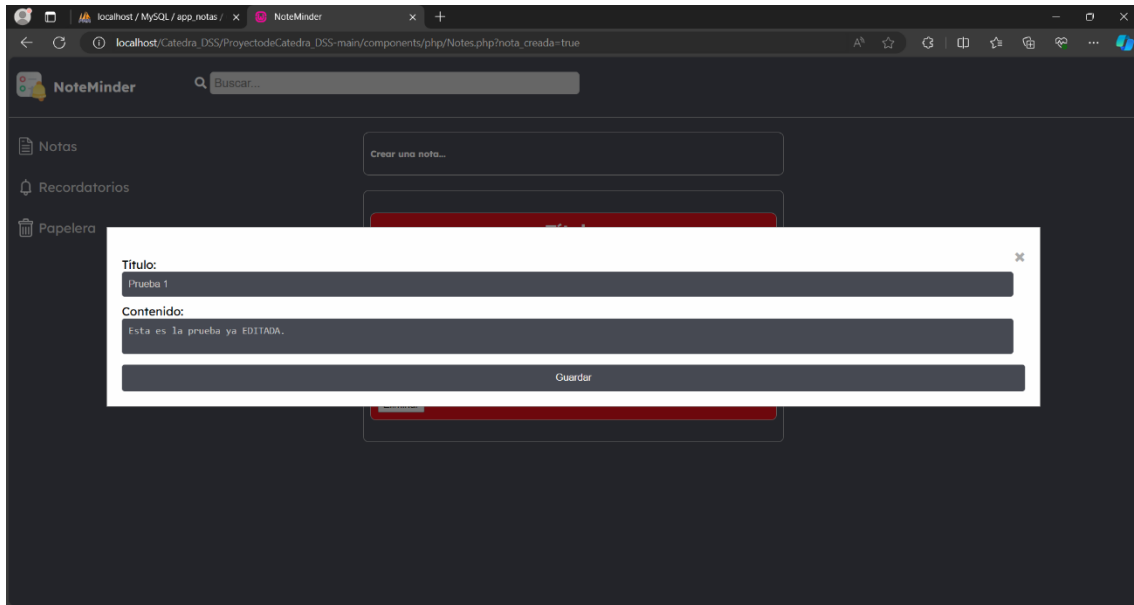 localhost / MySQL / app_notas /
NoteMinder
localhost/Catedra_DSS/ProyectodeCatedra_DSS-main/components/php/Notes.php?nota_creada=true
NoteMinder
Buscar...
Notas
Crear una nota...
Recordatorios
Papelera
Título:
Prueba 1
Contenido:
Esta es la prueba ya EDITADA.
Guardar